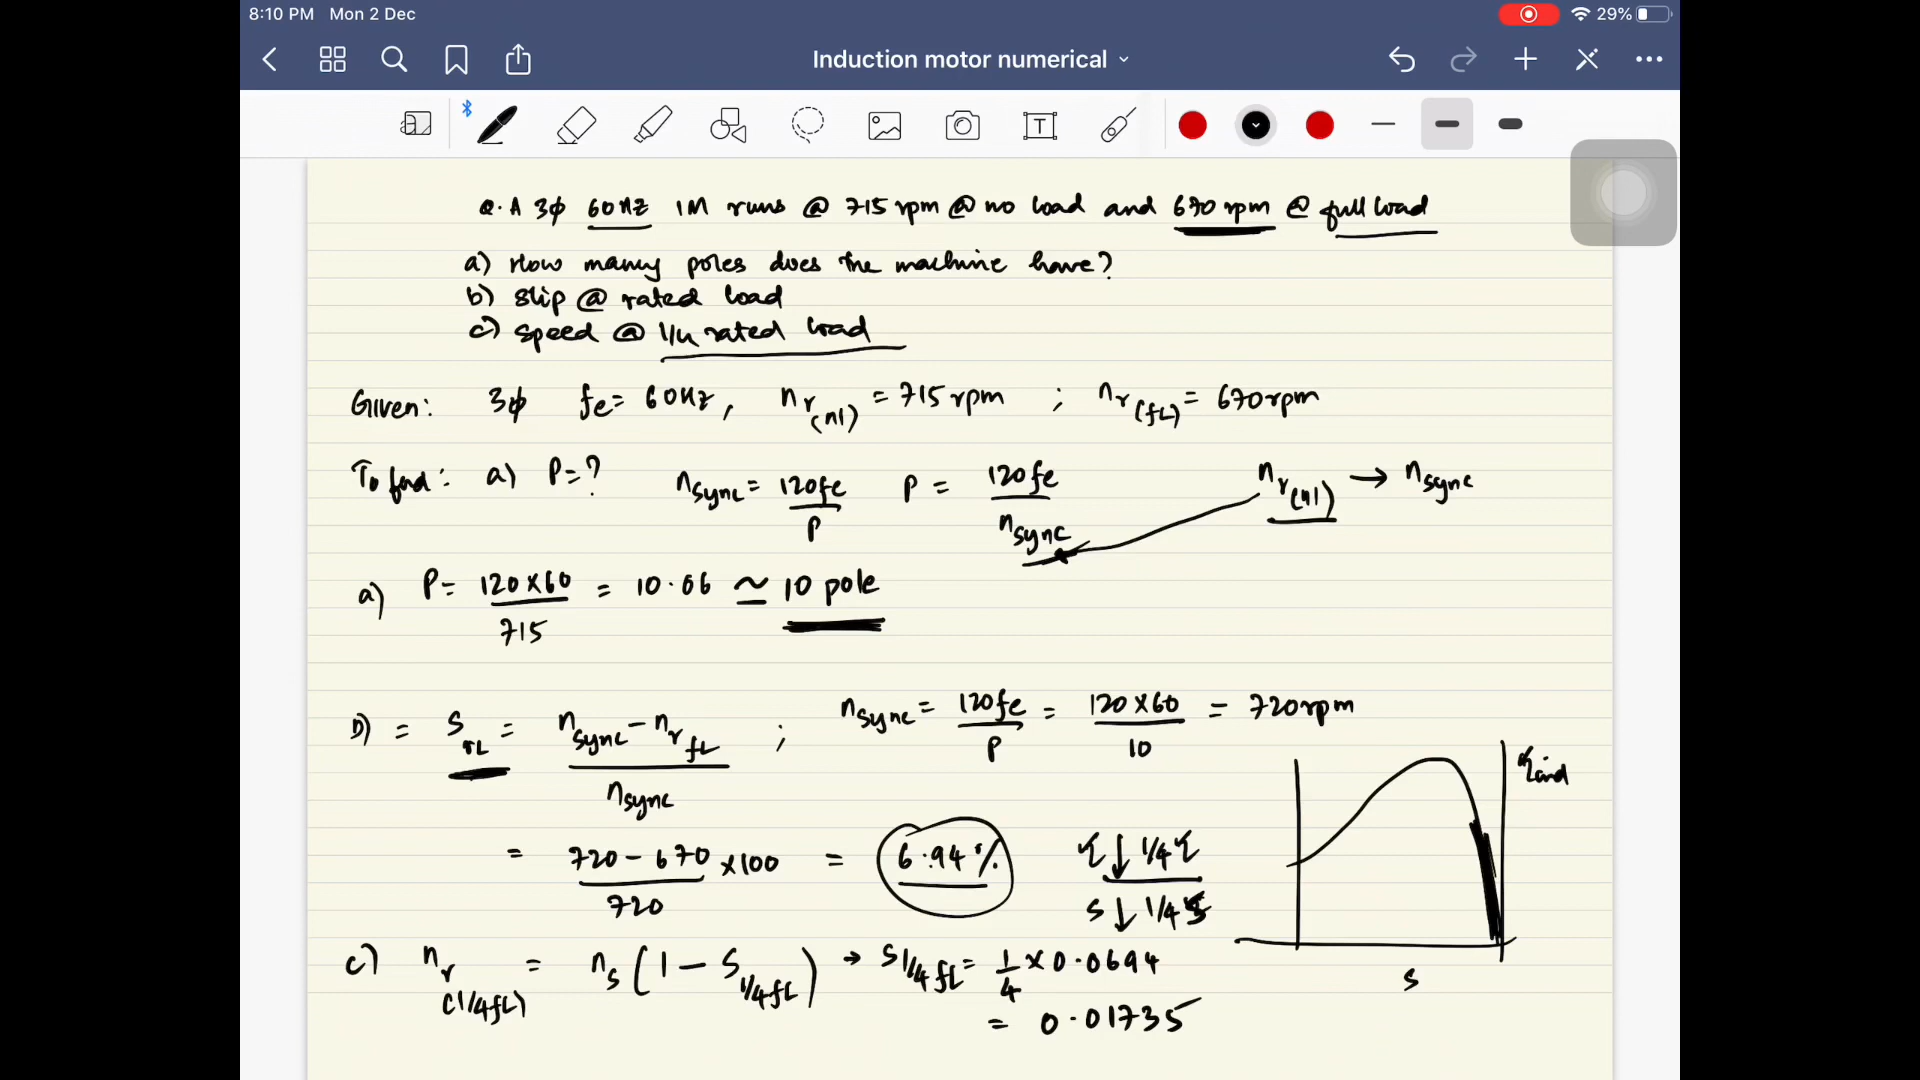 8:10 PM Mon 2 Dec 29%
Induction motor numerical
Q. A 3φ 60HZ IM runs @ 715 rpm @ no load and 670 rpm @ full load
a) How many poles does the machine have?
b) slip @ rated load
c) speed @ 1/4 rated load
Given: 3φ fe = 60HZ, nr(nl) = 715 rpm ; nr(fL) = 670 rpm
To find: a) P = ? nsync = 120fe/P P = 120fe/nsync nr(nl) → nsync
a) P = 120×60/715 = 10.06 ≃ 10 pole
b) = SfL = nsync - nrfL/nsync ; nsync = 120fe/P = 120×60/10 = 720rpm
τind
= 720 - 670/720 ×100 = 6.94% τ↓ 1/4 τ
s↓ 1/4 s
s
c) nr(1/4fL) = ns(1 - S1/4fL) → S1/4fL = 1/4 × 0.0694
= 0.01735